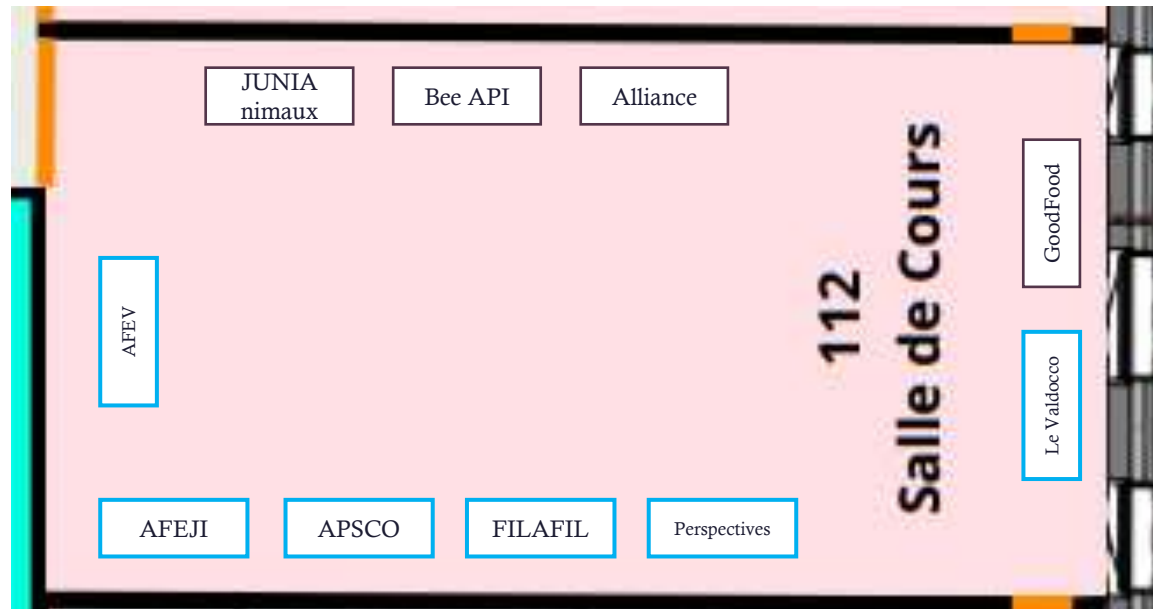 JUNIA
nimaux
Bee API
Alliance
GoodFood
112
Salle de Cours
AFEV
Le Valdocco
AFEJI
APSCO
FILAFIL
Perspectives